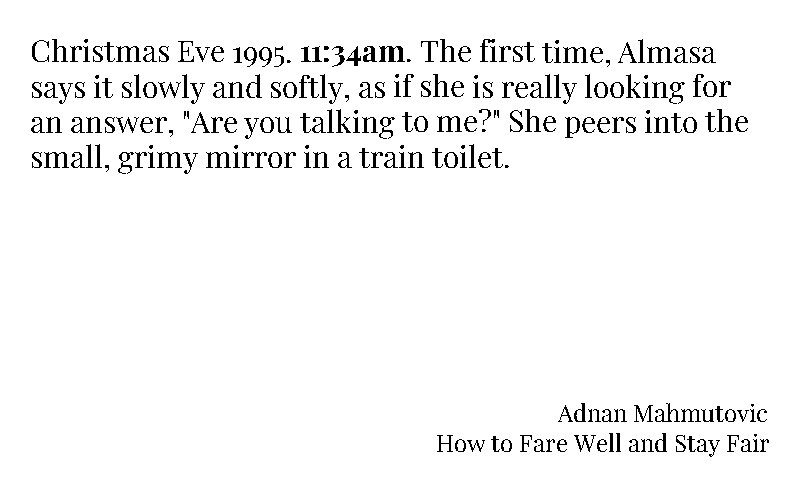 Christmas Eve 1995. 11:34am. The first time, Almasa
says it slowly and softly, as if she is really looking for
an answer, "Are you talking to me?" She peers into the
small, grimy mirror in a train toilet.
Adnan Mahmutovic
How to Fare Well and Stay Fair